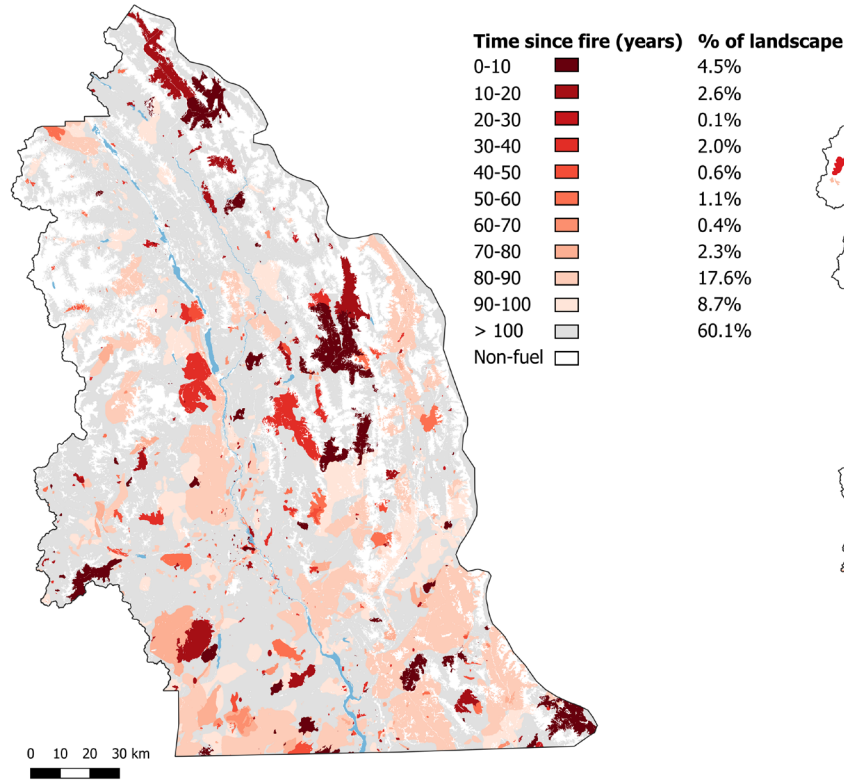 Time since fire (years) % of landscape
0-10 4.5%
10-20 2.6%
20-30 0.1%
30-40 2.0%
40-50 0.6%
50-60 1.1%
60-70 0.4%
70-80 2.3%
80-90 17.6%
90-100 8.7%
> 100 60.1%
Non-fuel
0 10 20 30 km